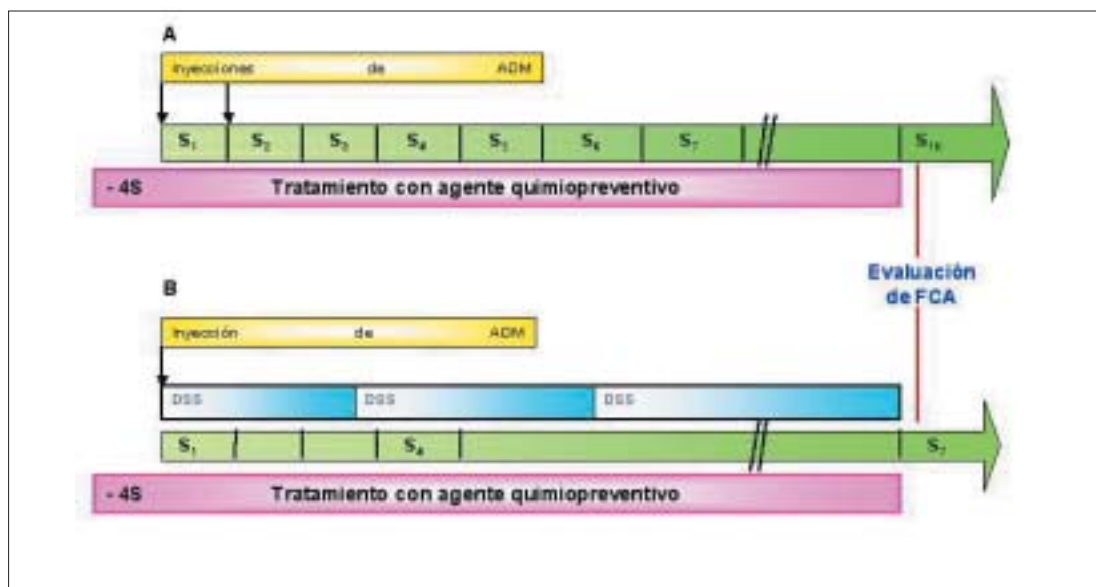 A
Inyecciones de ADM
S1 S2 S3 S4 S5 S6 S7 S16
- 4S Tratamiento con agente quimiopreventivo
Evaluación
de FCA
B
Inyección de ADM
DSS DSS DSS
S1 S4 S7
- 4S Tratamiento con agente quimiopreventivo